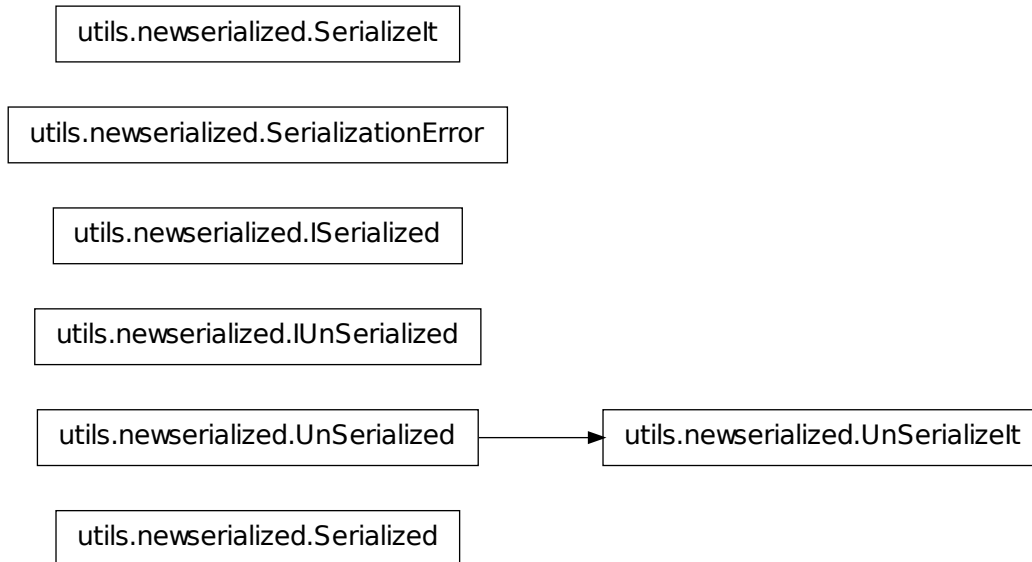 utils.newserialized.SerializeIt
utils.newserialized.SerializationError
utils.newserialized.ISerialized
utils.newserialized.IUnSerialized
utils.newserialized.UnSerialized
utils.newserialized.UnSerializeIt
utils.newserialized.Serialized